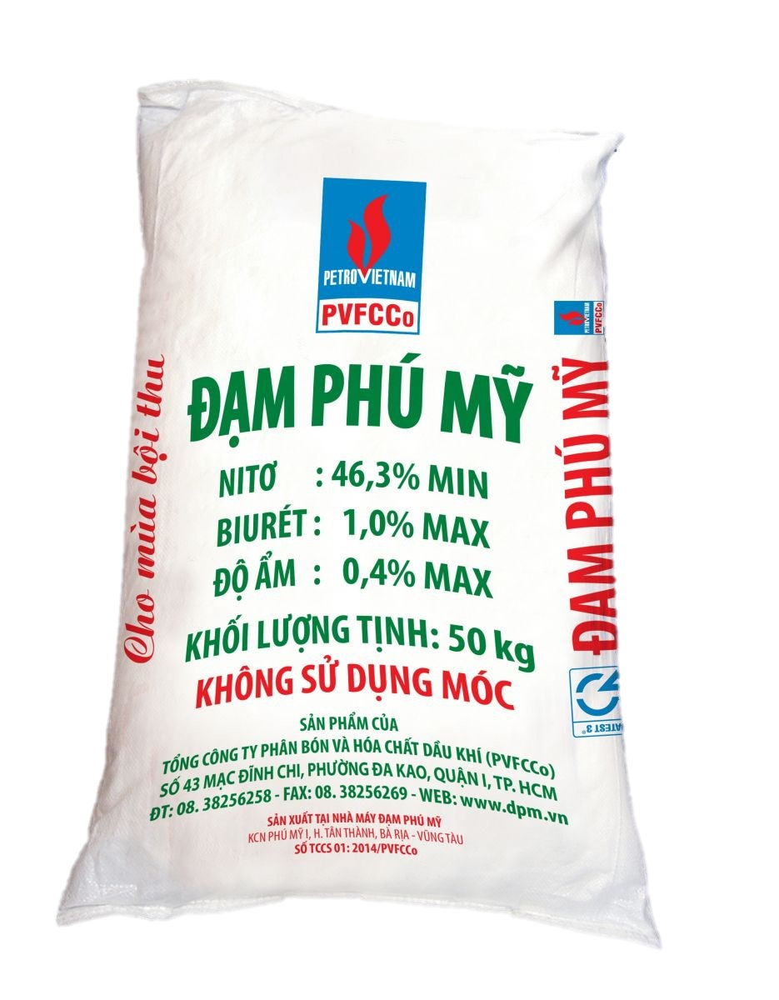 PETROVIETNAM
PVFCCo
ĐẠM PHÚ MỸ
NITƠ : 46,3% MIN
BIURÉT : 1,0% MAX
ĐỘ ẨM : 0,4% MAX
KHỐI LƯỢNG TỊNH: 50 kg
KHÔNG SỬ DỤNG MÓC
SẢN PHẨM CỦA
TỔNG CÔNG TY PHÂN BÓN VÀ HÓA CHẤT DẦU KHÍ (PVFCCo)
SỐ 43 MẠC ĐĨNH CHI, PHƯỜNG ĐA KAO, QUẬN I, TP. HCM
ĐT: 08. 38256258 - FAX: 08. 38256269 - WEB: www.dpm.vn
SẢN XUẤT TẠI NHÀ MÁY ĐẠM PHÚ MỸ
KCN PHÚ MỸ I, H. TÂN THÀNH, BÀ RỊA - VŨNG TÀU
SỐ TCCS 01: 2014/PVFCCo
Cho mùa bội thu
PETROVIETNAM
PVFCCo
ĐẠM PHÚ MỸ